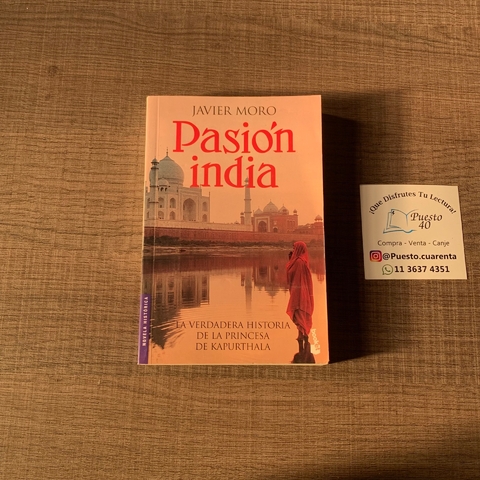 JAVIER MORO
Pasión
india
LA VERDADERA HISTORIA
DE LA PRINCESA
DE KAPURTHALA
NOVELA HISTÓRICA
¡Que Disfrutes Tu Lectura!
Puesto
40
Compra - Venta - Canje
@Puesto.cuarenta
11 3637 4351